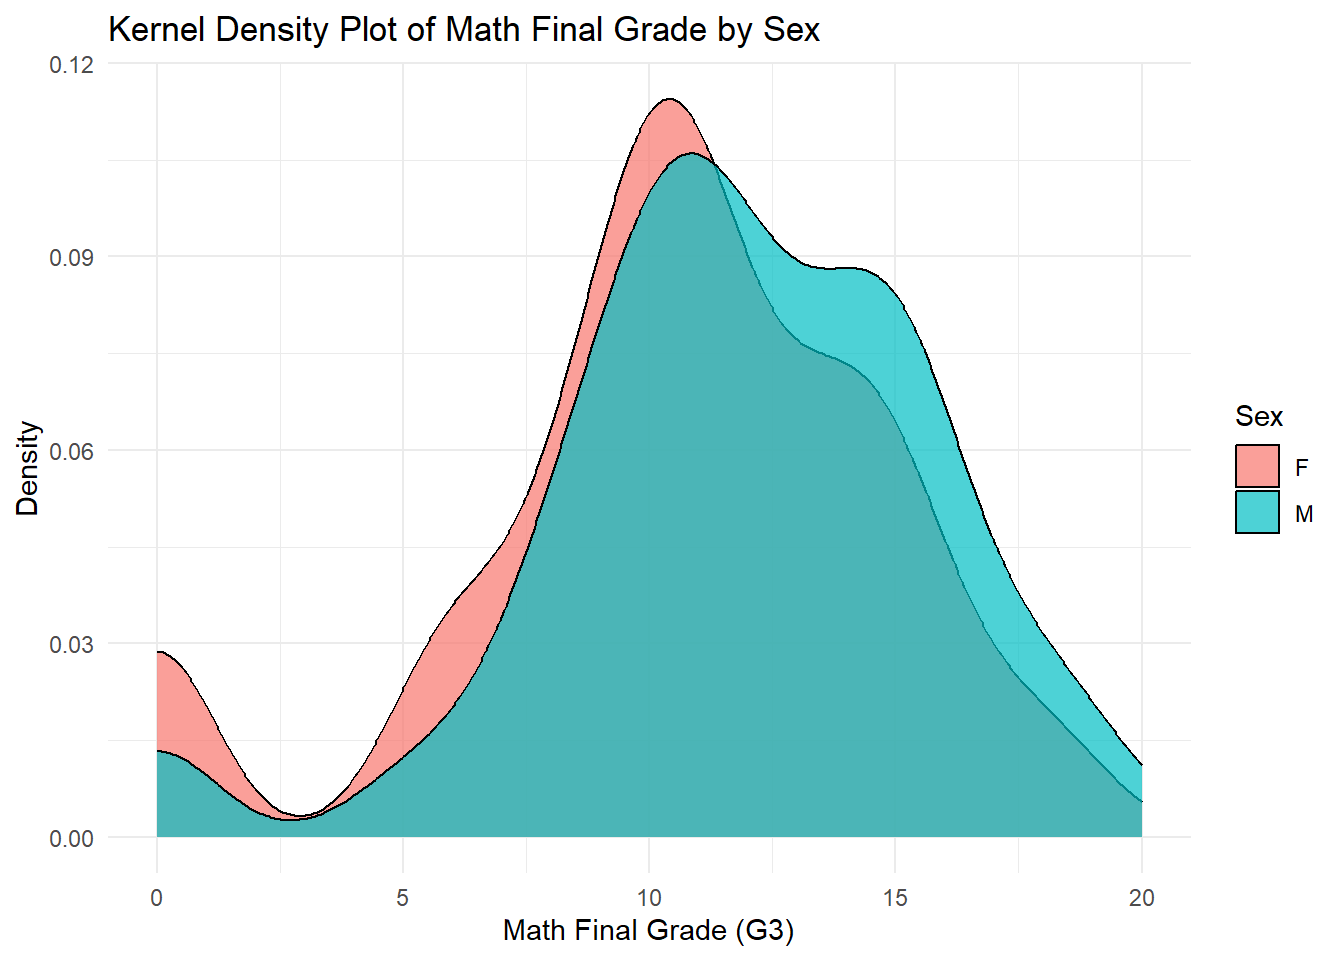 Kernel Density Plot of Math Final Grade by Sex
0.12
0.09
0.06
0.03
0.00
Density
0
5
10
15
20
Math Final Grade (G3)
Sex
F
M